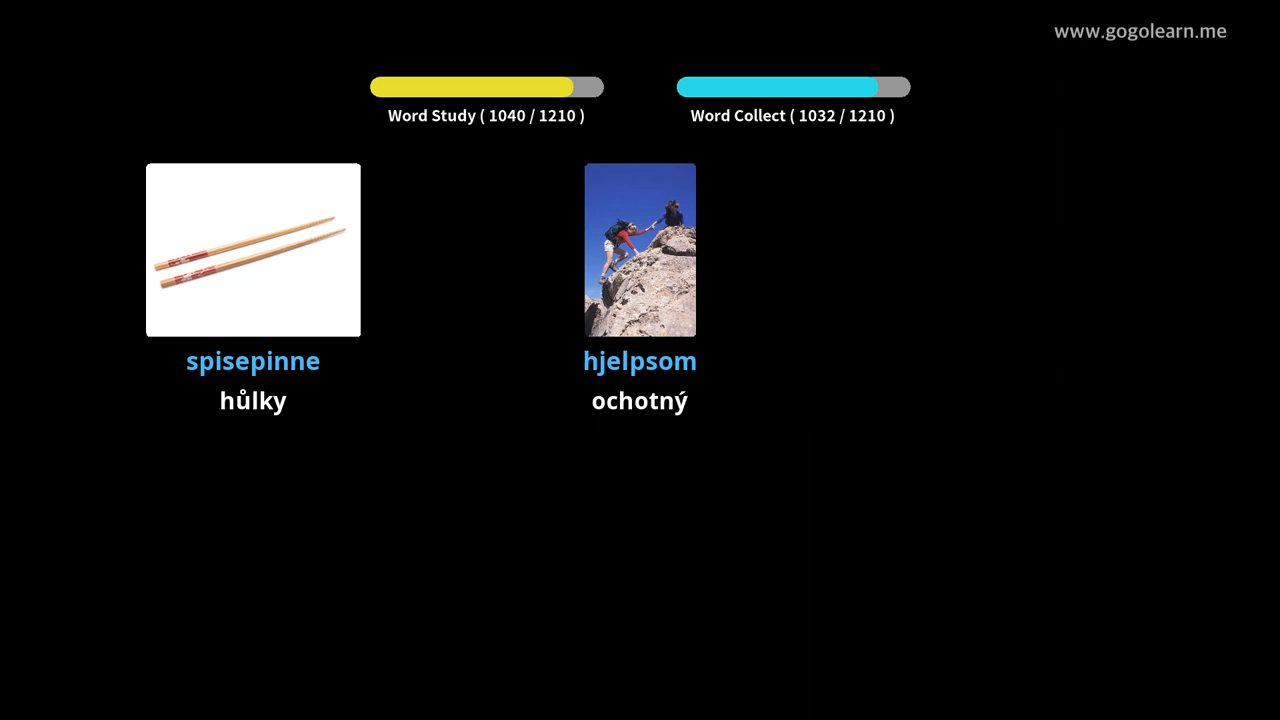 www.gogolearn.me
Word Study ( 1040 / 1210 )
Word Collect ( 1032 / 1210 )
spisepinne
hjelpsom
hůlky
ochotný